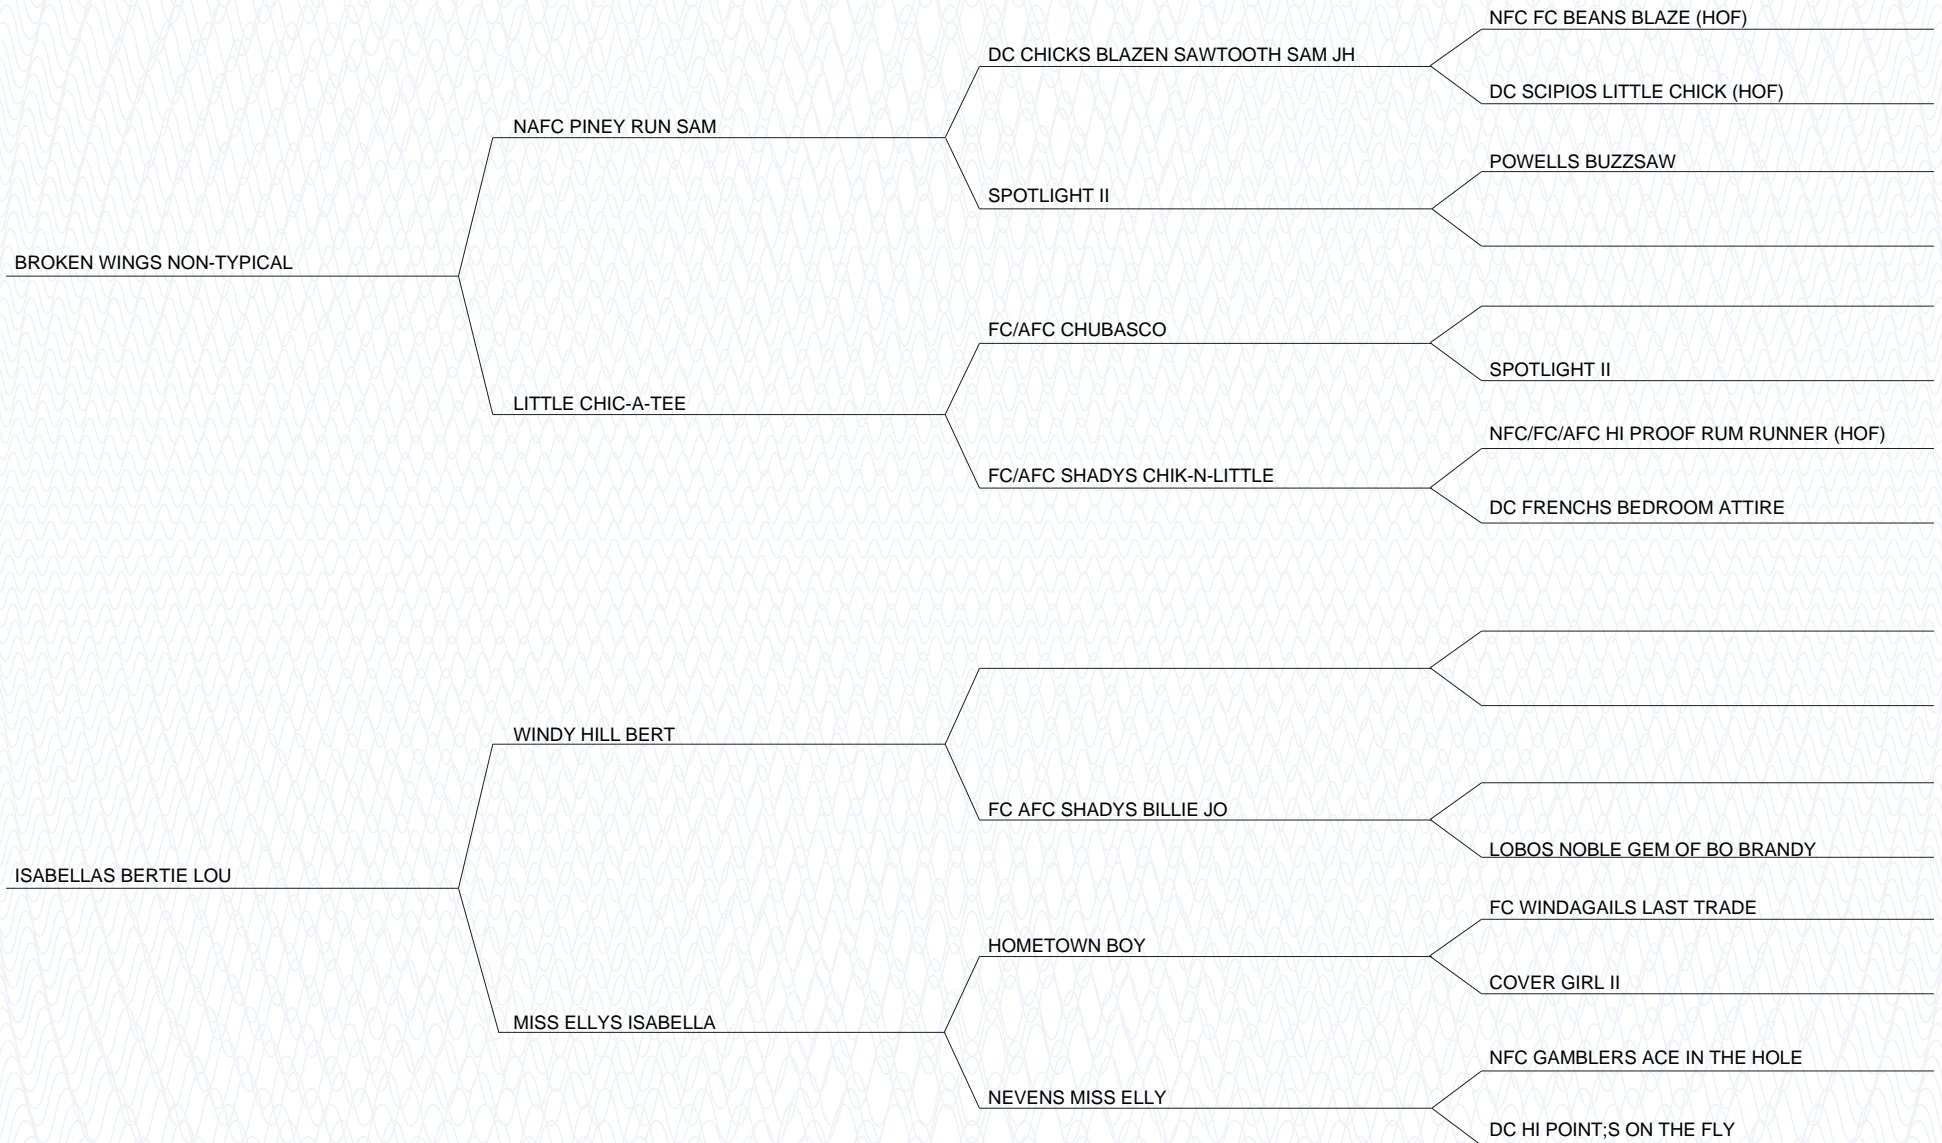 NFC FC BEANS BLAZE (HOF)
DC CHICKS BLAZEN SAWTOOTH SAM JH
DC SCIPIOS LITTLE CHICK (HOF)
NAFC PINEY RUN SAM
POWELLS BUZZSAW
SPOTLIGHT II
BROKEN WINGS NON-TYPICAL
FC/AFC CHUBASCO
SPOTLIGHT II
LITTLE CHIC-A-TEE
NFC/FC/AFC HI PROOF RUM RUNNER (HOF)
FC/AFC SHADYS CHIK-N-LITTLE
DC FRENCHS BEDROOM ATTIRE
WINDY HILL BERT
FC AFC SHADYS BILLIE JO
LOBOS NOBLE GEM OF BO BRANDY
ISABELLAS BERTIE LOU
FC WINDAGAILS LAST TRADE
HOMETOWN BOY
COVER GIRL II
MISS ELLYS ISABELLA
NFC GAMBLERS ACE IN THE HOLE
NEVENS MISS ELLY
DC HI POINT;S ON THE FLY